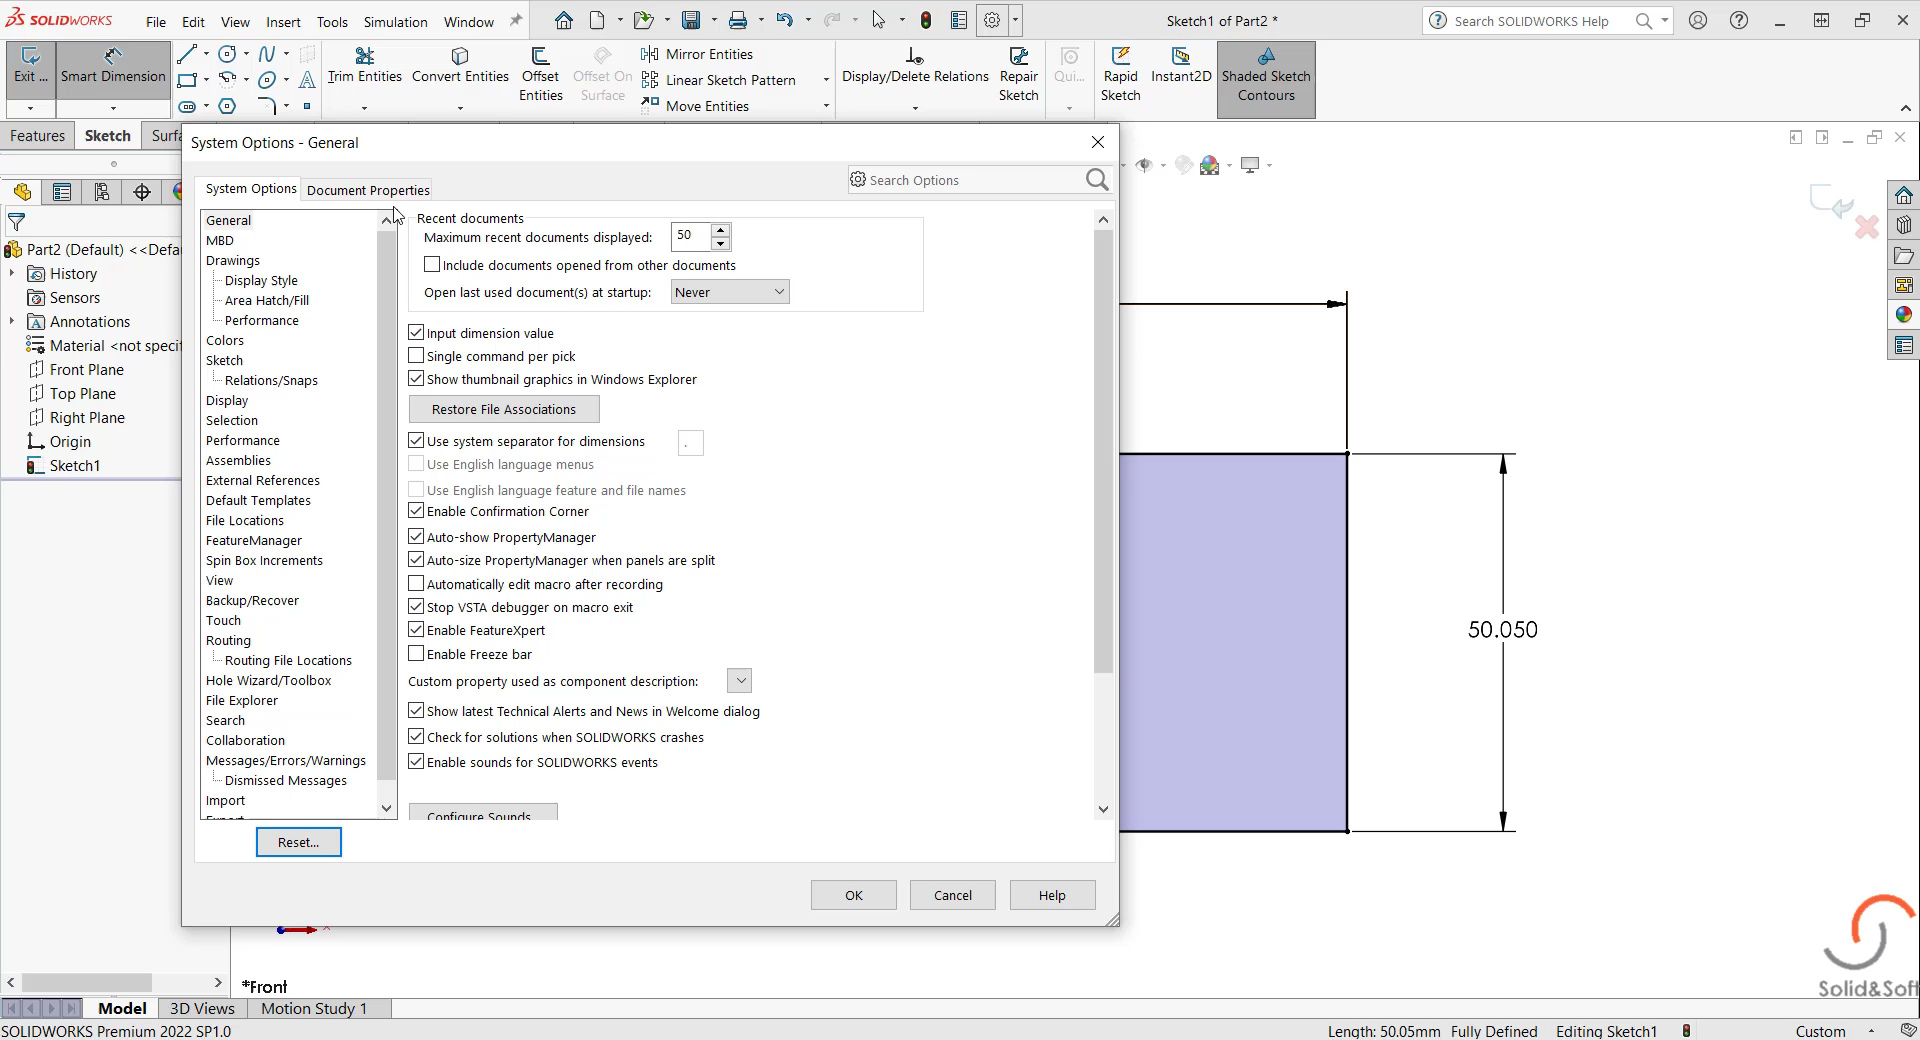 SOLIDWORKS File Edit View Insert Tools Simulation Window Sketch1 of Part2 * Search SOLIDWORKS Help
Exit ... Smart Dimension Trim Entities Convert Entities Offset Entities Offset On Surface Mirror Entities Linear Sketch Pattern Move Entities Display/Delete Relations Repair Sketch Qui... Rapid Sketch Instant2D Shaded Sketch Contours
Features Sketch Surfa
System Options - General
System Options Document Properties Search Options
Part2 (Default) <<Defa
History
Sensors
Annotations
Material <not specif
Front Plane
Top Plane
Right Plane
Origin
Sketch1
General
MBD
Drawings
Display Style
Area Hatch/Fill
Performance
Colors
Sketch
Relations/Snaps
Display
Selection
Performance
Assemblies
External References
Default Templates
File Locations
FeatureManager
Spin Box Increments
View
Backup/Recover
Touch
Routing
Routing File Locations
Hole Wizard/Toolbox
File Explorer
Search
Collaboration
Messages/Errors/Warnings
Dismissed Messages
Import
Export
Reset...
Recent documents
Maximum recent documents displayed: 50
Include documents opened from other documents
Open last used document(s) at startup: Never
Input dimension value
Single command per pick
Show thumbnail graphics in Windows Explorer
Restore File Associations
Use system separator for dimensions .
Use English language menus
Use English language feature and file names
Enable Confirmation Corner
Auto-show PropertyManager
Auto-size PropertyManager when panels are split
Automatically edit macro after recording
Stop VSTA debugger on macro exit
Enable FeatureXpert
Enable Freeze bar
Custom property used as component description:
Show latest Technical Alerts and News in Welcome dialog
Check for solutions when SOLIDWORKS crashes
Enable sounds for SOLIDWORKS events
Configure Sounds...
OK Cancel Help
50.050
*Front
Solid&Soft
Model 3D Views Motion Study 1
SOLIDWORKS Premium 2022 SP1.0 Length: 50.05mm Fully Defined Editing Sketch1 Custom